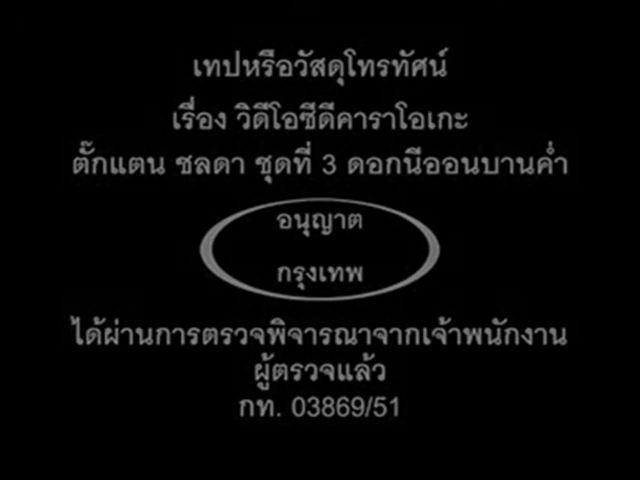 เทปหรือวัสดุโทรทัศน์
เรื่อง วิดีโอซีดีคาราโอเกะ
ตั๊กแตน ชลดา ชุดที่ 3 ดอกนีออนบานค่ำ
อนุญาต
กรุงเทพ
ได้ผ่านการตรวจพิจารณาจากเจ้าพนักงาน
ผู้ตรวจแล้ว
กท. 03869/51